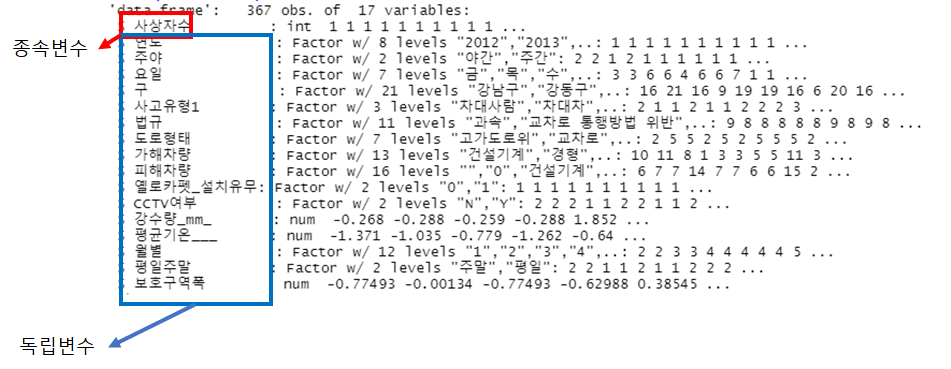 'data.frame':   367 obs. of  17 variables:
$ 사상자수          : int  1 1 1 1 1 1 1 1 1 1 ...
$ 연도              : Factor w/ 8 levels "2012","2013",..: 1 1 1 1 1 1 1 1 1 1 ...
$ 주야              : Factor w/ 2 levels "야간","주간": 2 2 1 2 1 1 1 1 1 1 ...
$ 요일              : Factor w/ 7 levels "금","목","수",..: 3 3 6 6 4 6 6 7 1 1 ...
$ 구                : Factor w/ 21 levels "강남구","강동구",..: 16 21 16 9 19 19 16 6 20 16 ...
$ 사고유형1         : Factor w/ 3 levels "차대사람","차대차",..: 2 1 1 2 1 1 2 2 2 3 ...
$ 법규              : Factor w/ 11 levels "과속","교차로 통행방법 위반",..: 9 8 8 8 8 8 9 8 9 8 ...
$ 도로형태          : Factor w/ 7 levels "고가도로위","교차로",..: 2 5 5 2 5 2 5 5 5 2 ...
$ 가해차량          : Factor w/ 13 levels "건설기계","경형",..: 10 11 8 1 3 3 5 5 11 3 ...
$ 피해차량          : Factor w/ 16 levels "","0","건설기계",..: 6 7 7 14 7 7 6 6 15 2 ...
$ 옐로카펫_설치유무: Factor w/ 2 levels "0","1": 1 1 1 1 1 1 1 1 1 1 ...
$ CCTV여부          : Factor w/ 2 levels "N","Y": 2 2 2 1 1 2 2 1 1 2 ...
$ 강수량_mm_        : num  -0.268 -0.288 -0.259 -0.288 1.852 ...
$ 평균기온___       : num  -1.371 -1.035 -0.779 -1.262 -0.64 ...
$ 월별              : Factor w/ 12 levels "1","2","3","4",..: 2 2 3 3 4 4 4 4 4 5 ...
$ 평일주말          : Factor w/ 2 levels "주말","평일": 2 2 1 1 2 1 1 2 2 2 ...
$ 보호구역폭          num  -0.77493 -0.00134 -0.77493 -0.62988 0.38545 ...
종속변수
독립변수